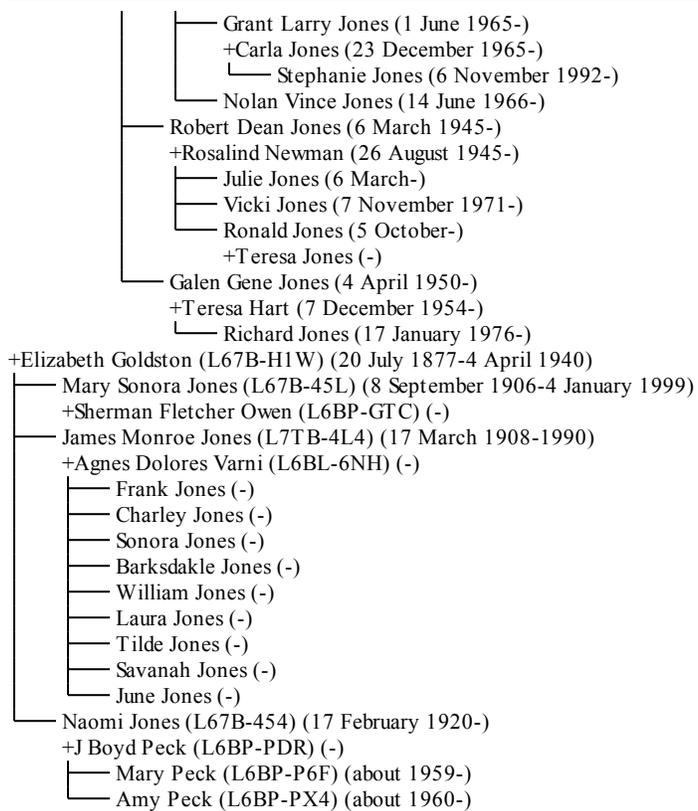 Grant Larry Jones (1 June 1965-)
+Carla Jones (23 December 1965-)
Stephanie Jones (6 November 1992-)
Nolan Vince Jones (14 June 1966-)
Robert Dean Jones (6 March 1945-)
+Rosalind Newman (26 August 1945-)
Julie Jones (6 March-)
Vicki Jones (7 November 1971-)
Ronald Jones (5 October-)
+Teresa Jones (-)
Galen Gene Jones (4 April 1950-)
+Teresa Hart (7 December 1954-)
Richard Jones (17 January 1976-)
+Elizabeth Goldston (L67B-H1W) (20 July 1877-4 April 1940)
Mary Sonora Jones (L67B-45L) (8 September 1906-4 January 1999)
+Sherman Fletcher Owen (L6BP-GTC) (-)
James Monroe Jones (L7TB-4L4) (17 March 1908-1990)
+Agnes Dolores Varni (L6BL-6NH) (-)
Frank Jones (-)
Charley Jones (-)
Sonora Jones (-)
Barksdakle Jones (-)
William Jones (-)
Laura Jones (-)
Tilde Jones (-)
Savanah Jones (-)
June Jones (-)
Naomi Jones (L67B-454) (17 February 1920-)
+J Boyd Peck (L6BP-PDR) (-)
Mary Peck (L6BP-P6F) (about 1959-)
Amy Peck (L6BP-PX4) (about 1960-)